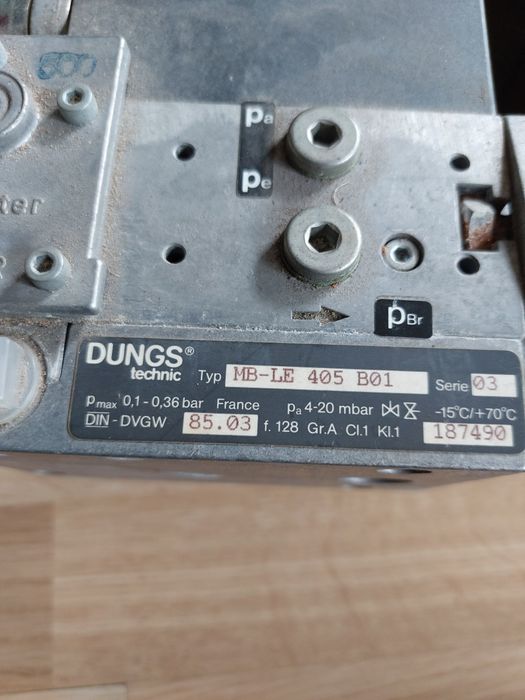 500
pa
pe
ter
R
pBr
DUNGS®
technic
Typ MB-LE 405 B01 Serie 03
pmax 0,1-0,36 bar France pa 4-20 mbar -15°C/+70°C
DIN-DVGW 85.03 f. 128 Gr.A Cl.1 Kl.1 187490